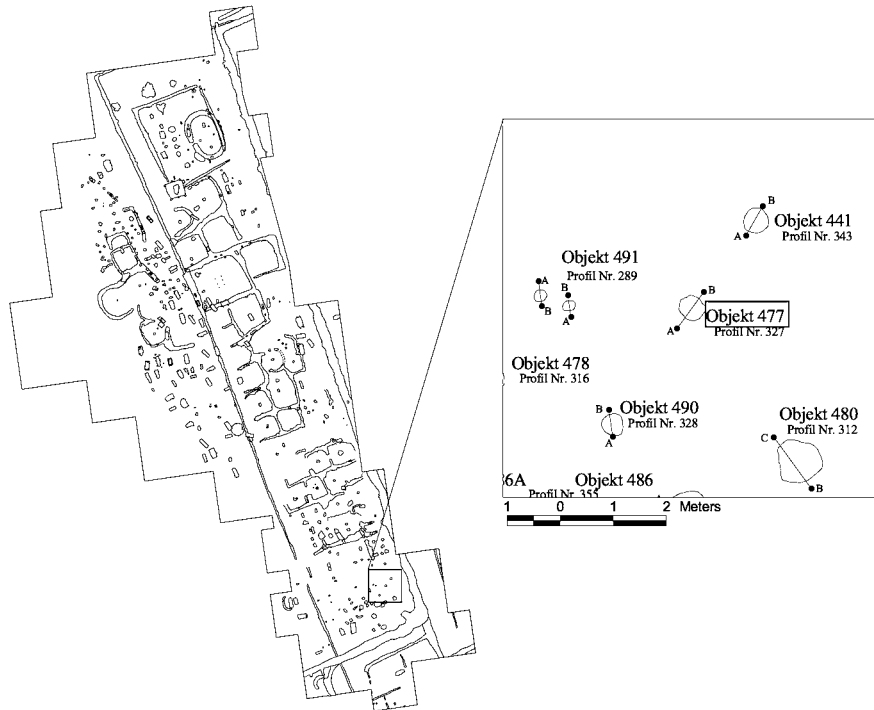 B
Objekt 441
A
Profil Nr. 343
Objekt 491
Profil Nr. 289
A
B
B
A
B
Objekt 477
A
Profil Nr. 327
Objekt 478
Profil Nr. 316
B
Objekt 490
Profil Nr. 328
A
Objekt 480
Profil Nr. 312
C
B
6A
Objekt 486
Profil Nr. 355
1 0 1 2 Meters